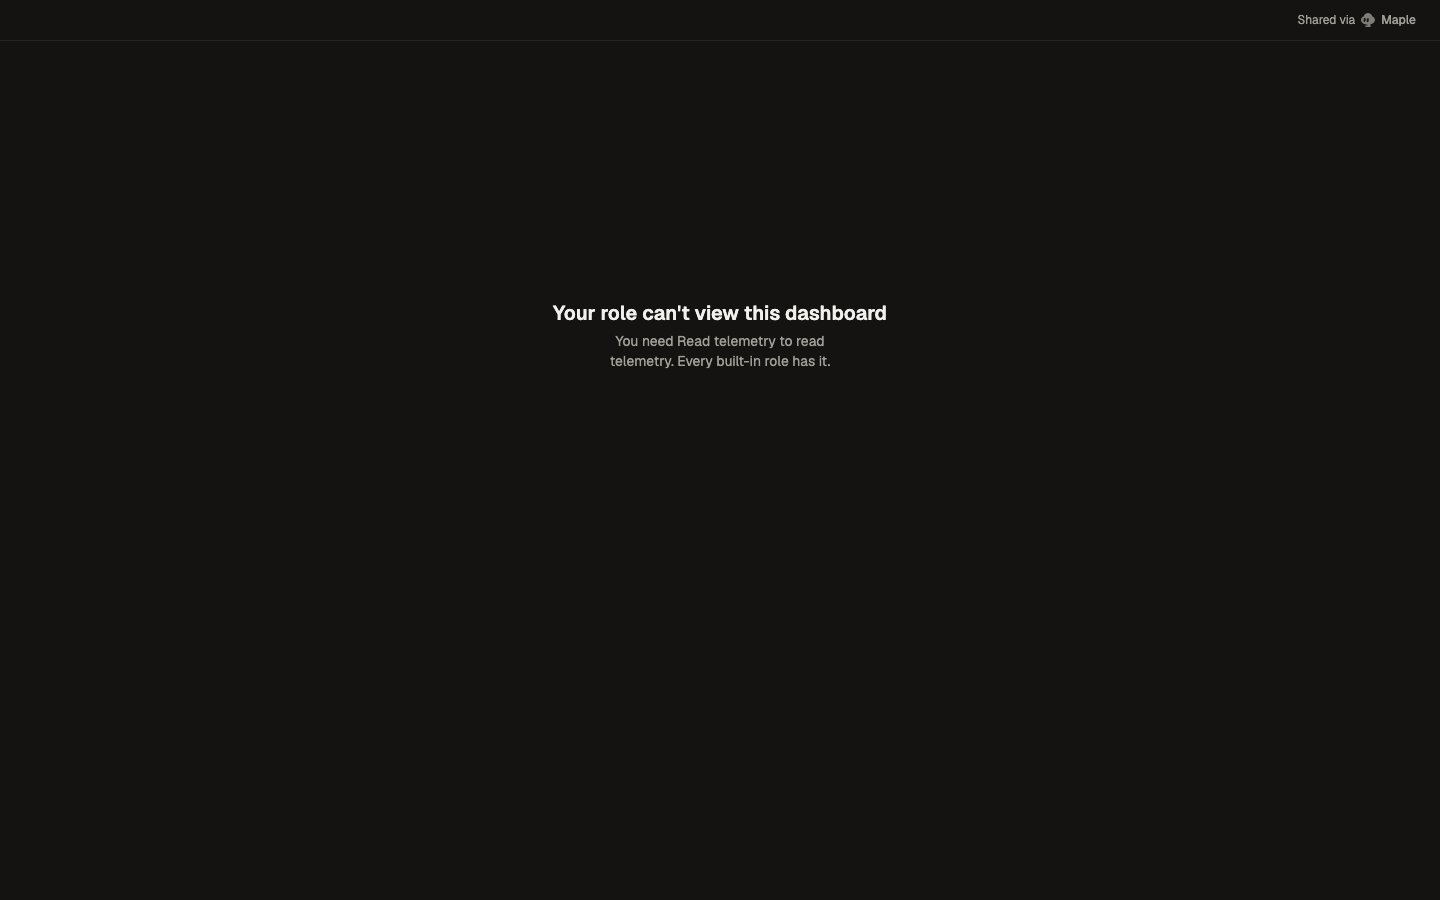 Shared via Maple
Your role can't view this dashboard
You need Read telemetry to read
telemetry. Every built-in role has it.